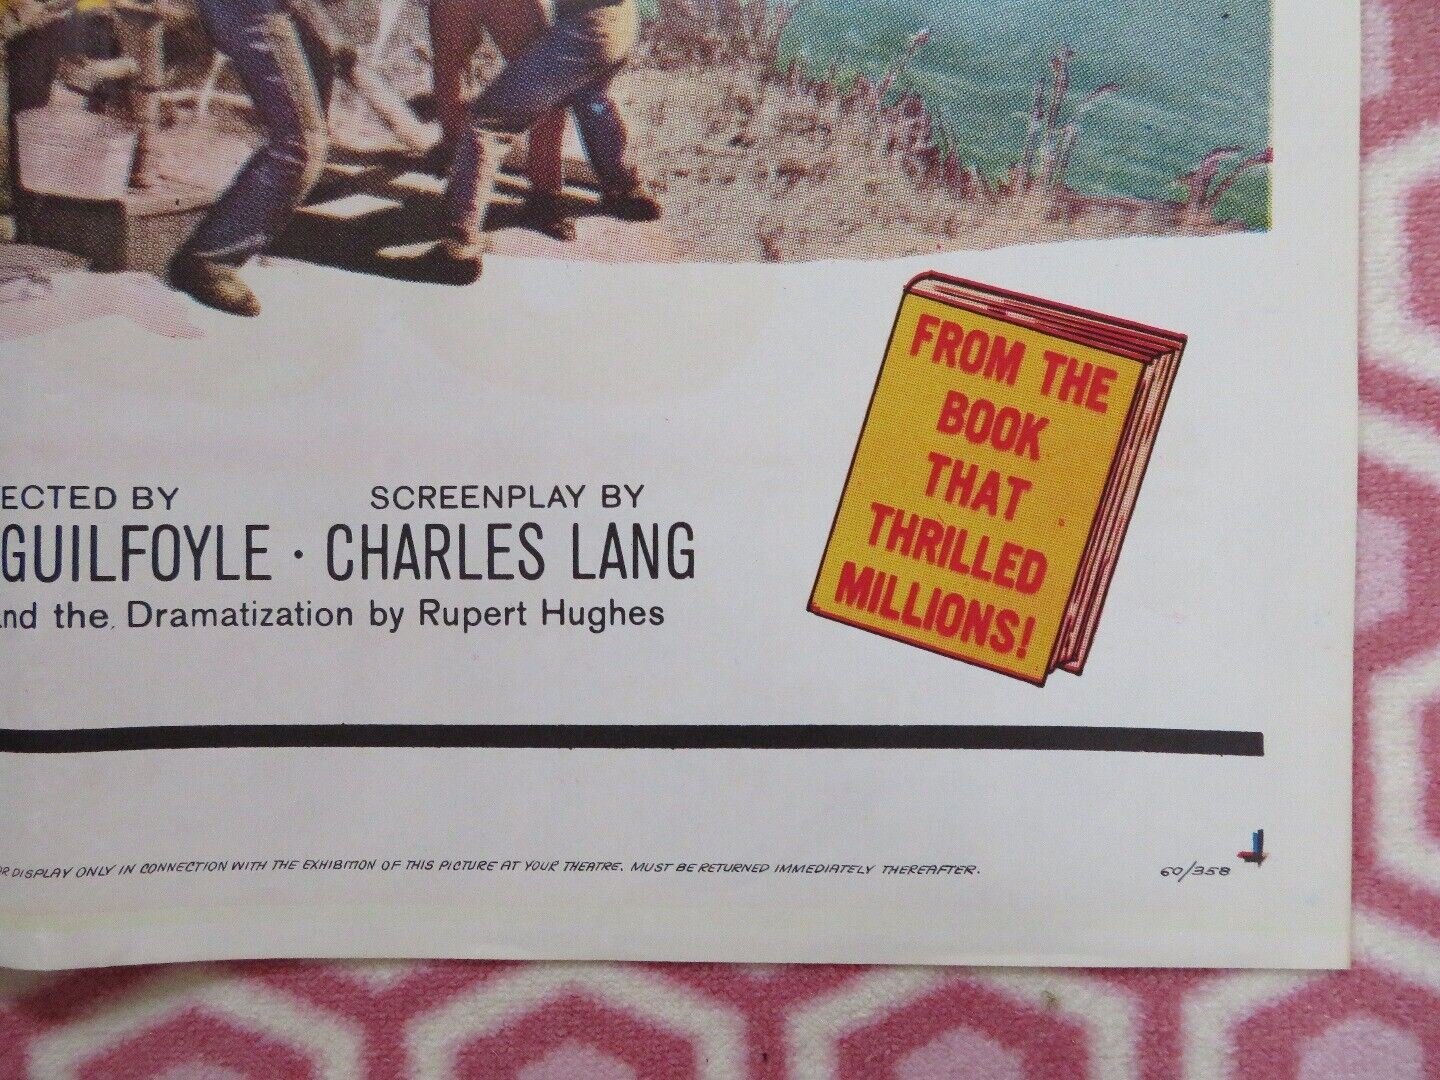 FROM THE
BOOK
THAT
THRILLED
MILLIONS!
ECTED BY
SCREENPLAY BY
GUILFOYLE · CHARLES LANG
and the Dramatization by Rupert Hughes
OR DISPLAY ONLY IN CONNECTION WITH THE EXHIBITION OF THIS PICTURE AT YOUR THEATRE. MUST BE RETURNED IMMEDIATELY THEREAFTER.
60/358